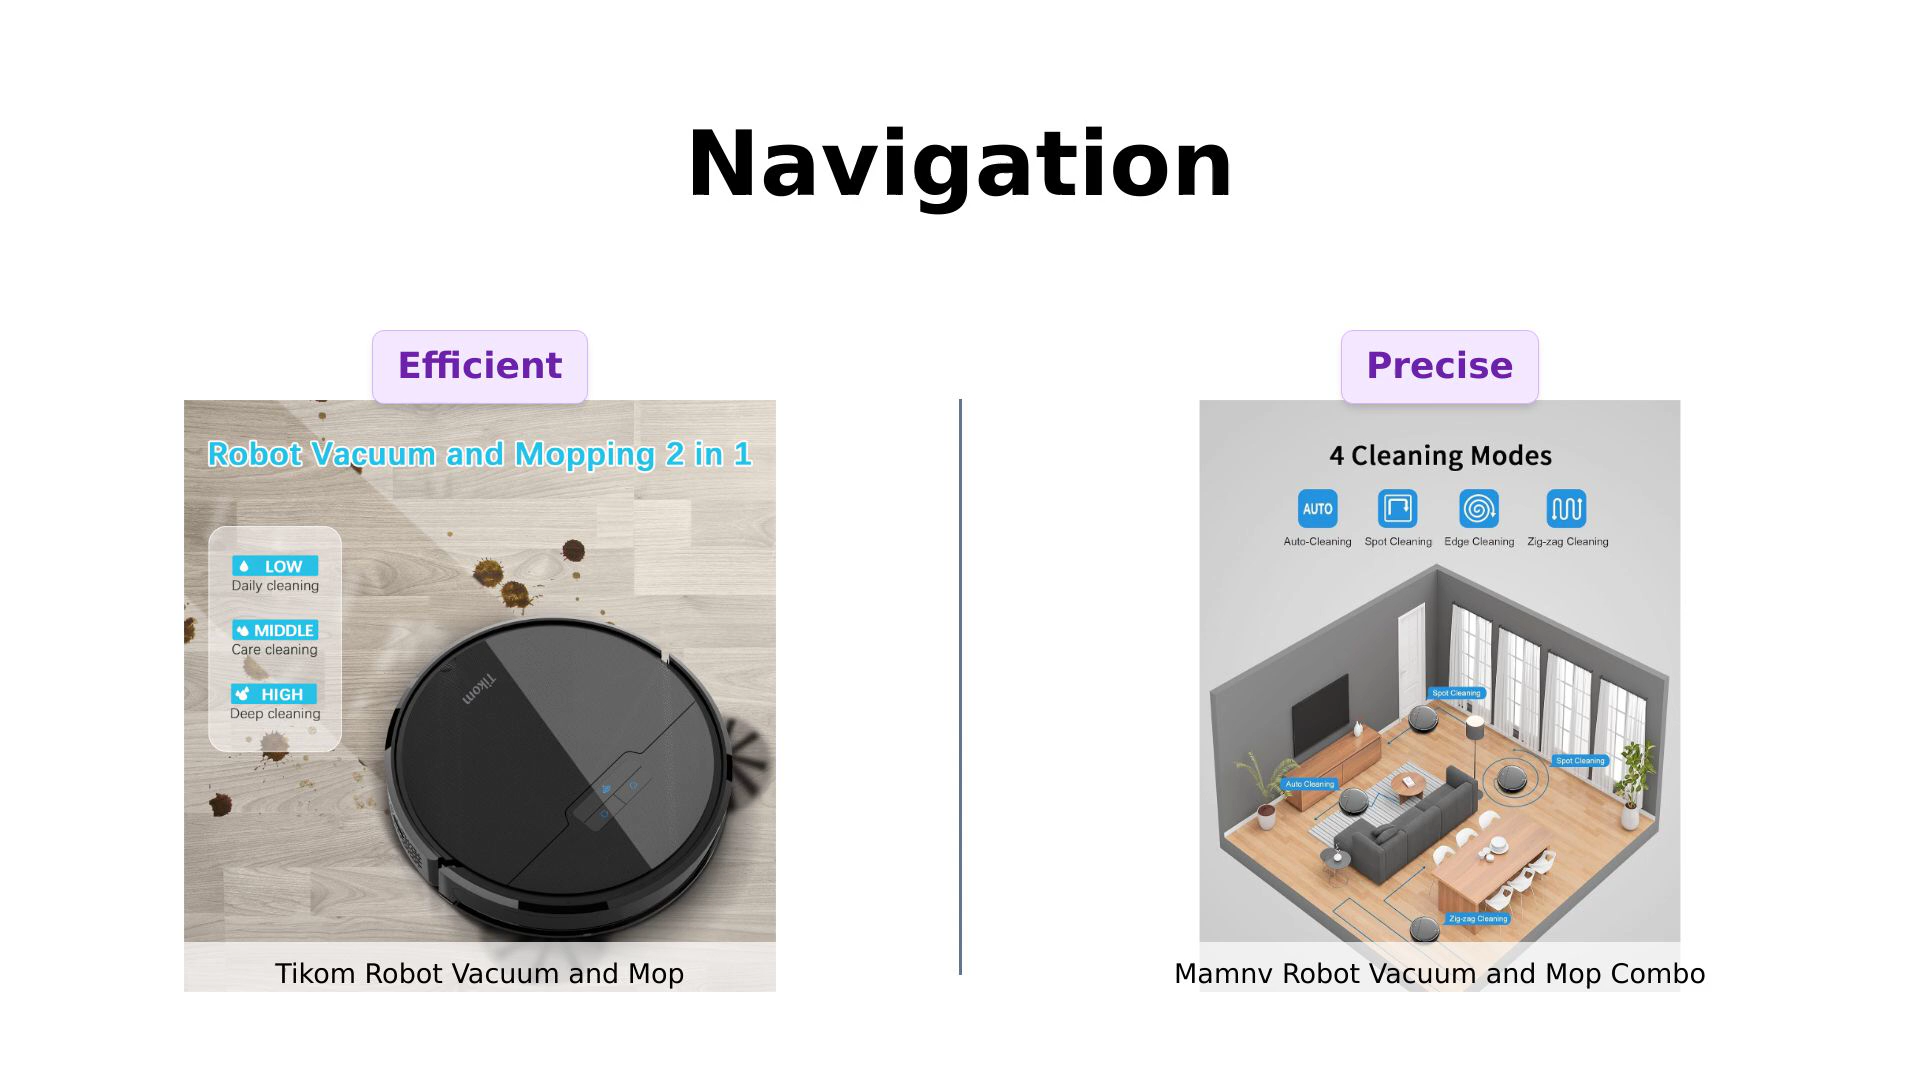 Navigation
Efficient
Robot Vacuum and Mopping 2 in 1
LOW
Daily cleaning
MIDDLE
Care cleaning
HIGH
Deep cleaning
Tikom
Tikom Robot Vacuum and Mop
Precise
4 Cleaning Modes
AUTO
Auto-Cleaning Spot Cleaning Edge Cleaning Zig-zag Cleaning
Spot Cleaning
Spot Cleaning
Auto Cleaning
Zig-zag Cleaning
Mamnv Robot Vacuum and Mop Combo